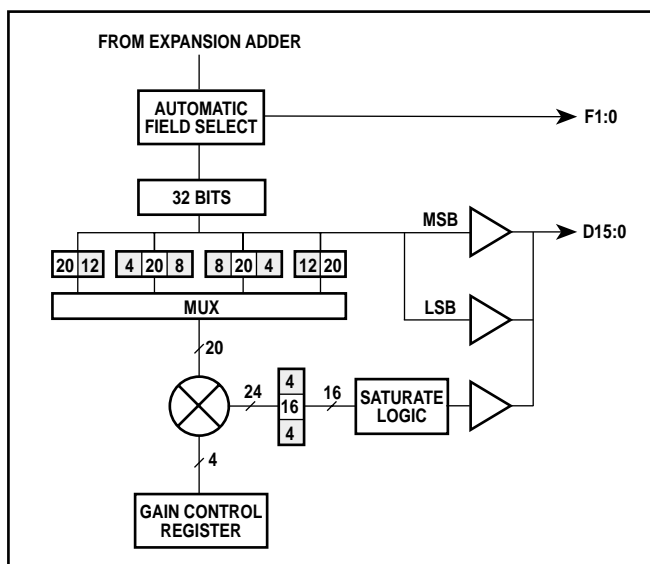 FROM EXPANSION ADDER
AUTOMATIC
FIELD SELECT
F1:0
32 BITS
MSB
D15:0
20 12
4 20 8
8 20 4
12 20
MUX
LSB
20
24
4
16
4
16
SATURATE
LOGIC
4
GAIN CONTROL
REGISTER